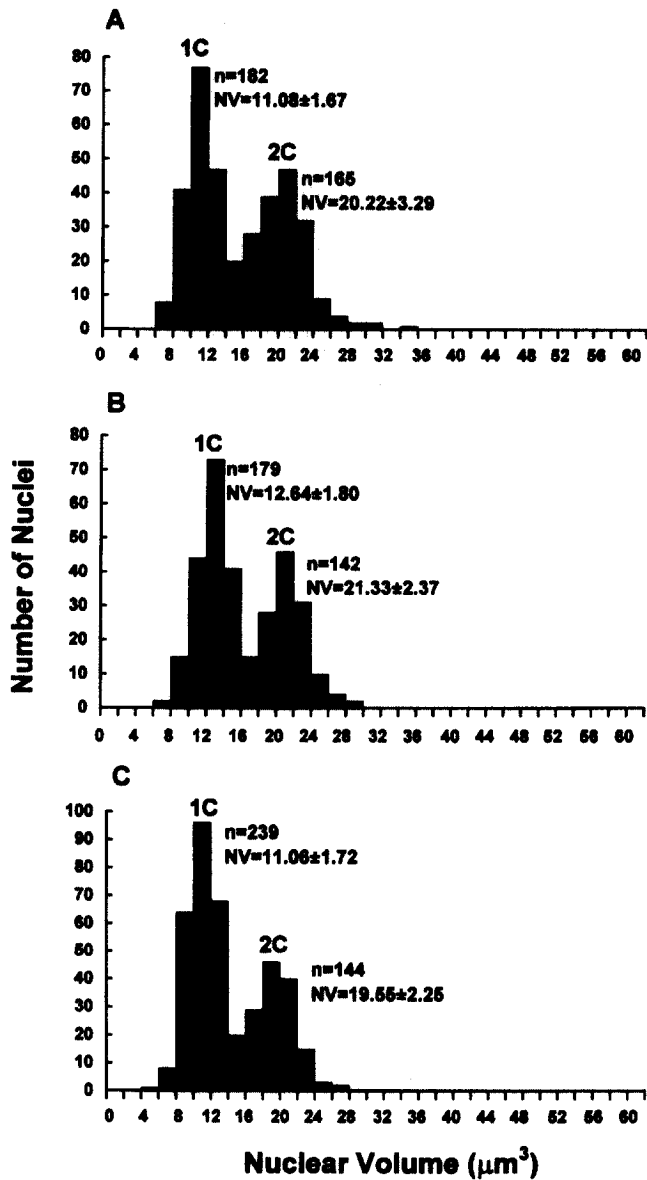 A
1C
n=182
NV=11.08±1.67
2C
n=165
NV=20.22±3.29
80
70
60
50
40
30
20
10
0
0 4 8 12 16 20 24 28 32 36 40 44 48 52 56 60
B
1C
n=179
NV=12.64±1.80
2C
n=142
NV=21.33±2.37
80
70
60
50
40
30
20
10
0
0 4 8 12 16 20 24 28 32 36 40 44 48 52 56 60
Number of Nuclei
C
1C
n=239
NV=11.06±1.72
2C
n=144
NV=19.55±2.25
100
90
80
70
60
50
40
30
20
10
0
0 4 8 12 16 20 24 28 32 36 40 44 48 52 56 60
Nuclear Volume (μm³)